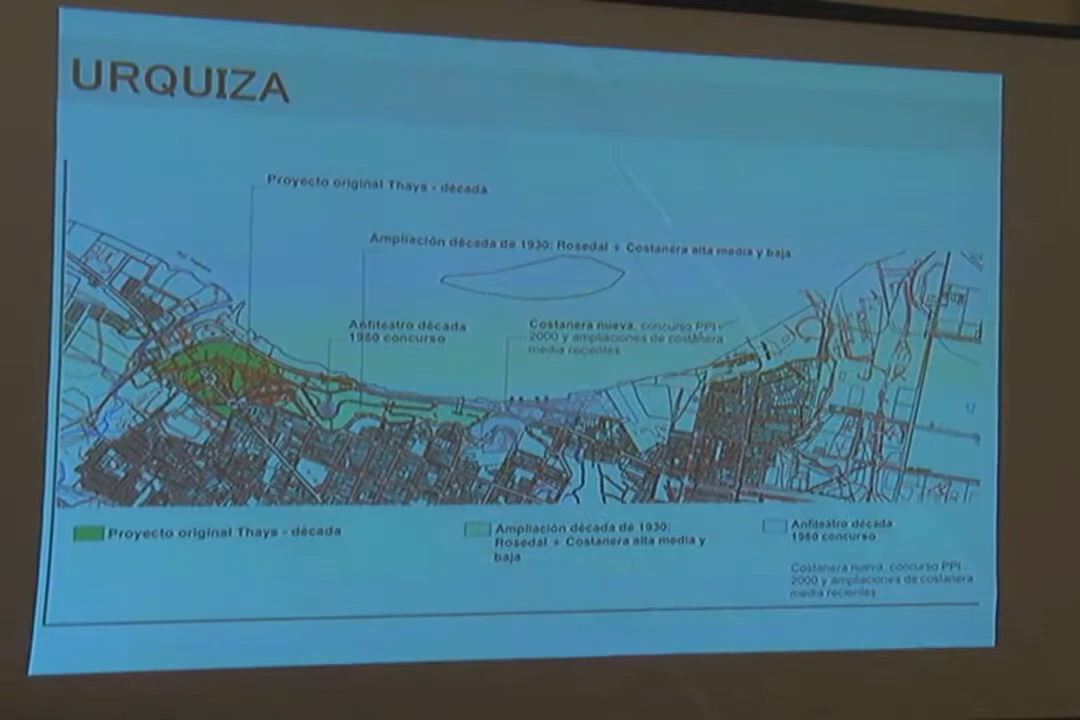 URQUIZA
Proyecto original Thays - década
Ampliación década de 1930: Rosedal + Costanera alta media y baja
Anfiteatro década
1980 concurso
Costanera nueva, concurso PPI
2000 y ampliaciones de costanera
media recientes
Proyecto original Thays - década
Ampliación década de 1930:
Rosedal + Costanera alta media y
baja
Anfiteatro década
1980 concurso
Costanera nueva, concurso PPI -
2000 y ampliaciones de costanera
media recientes